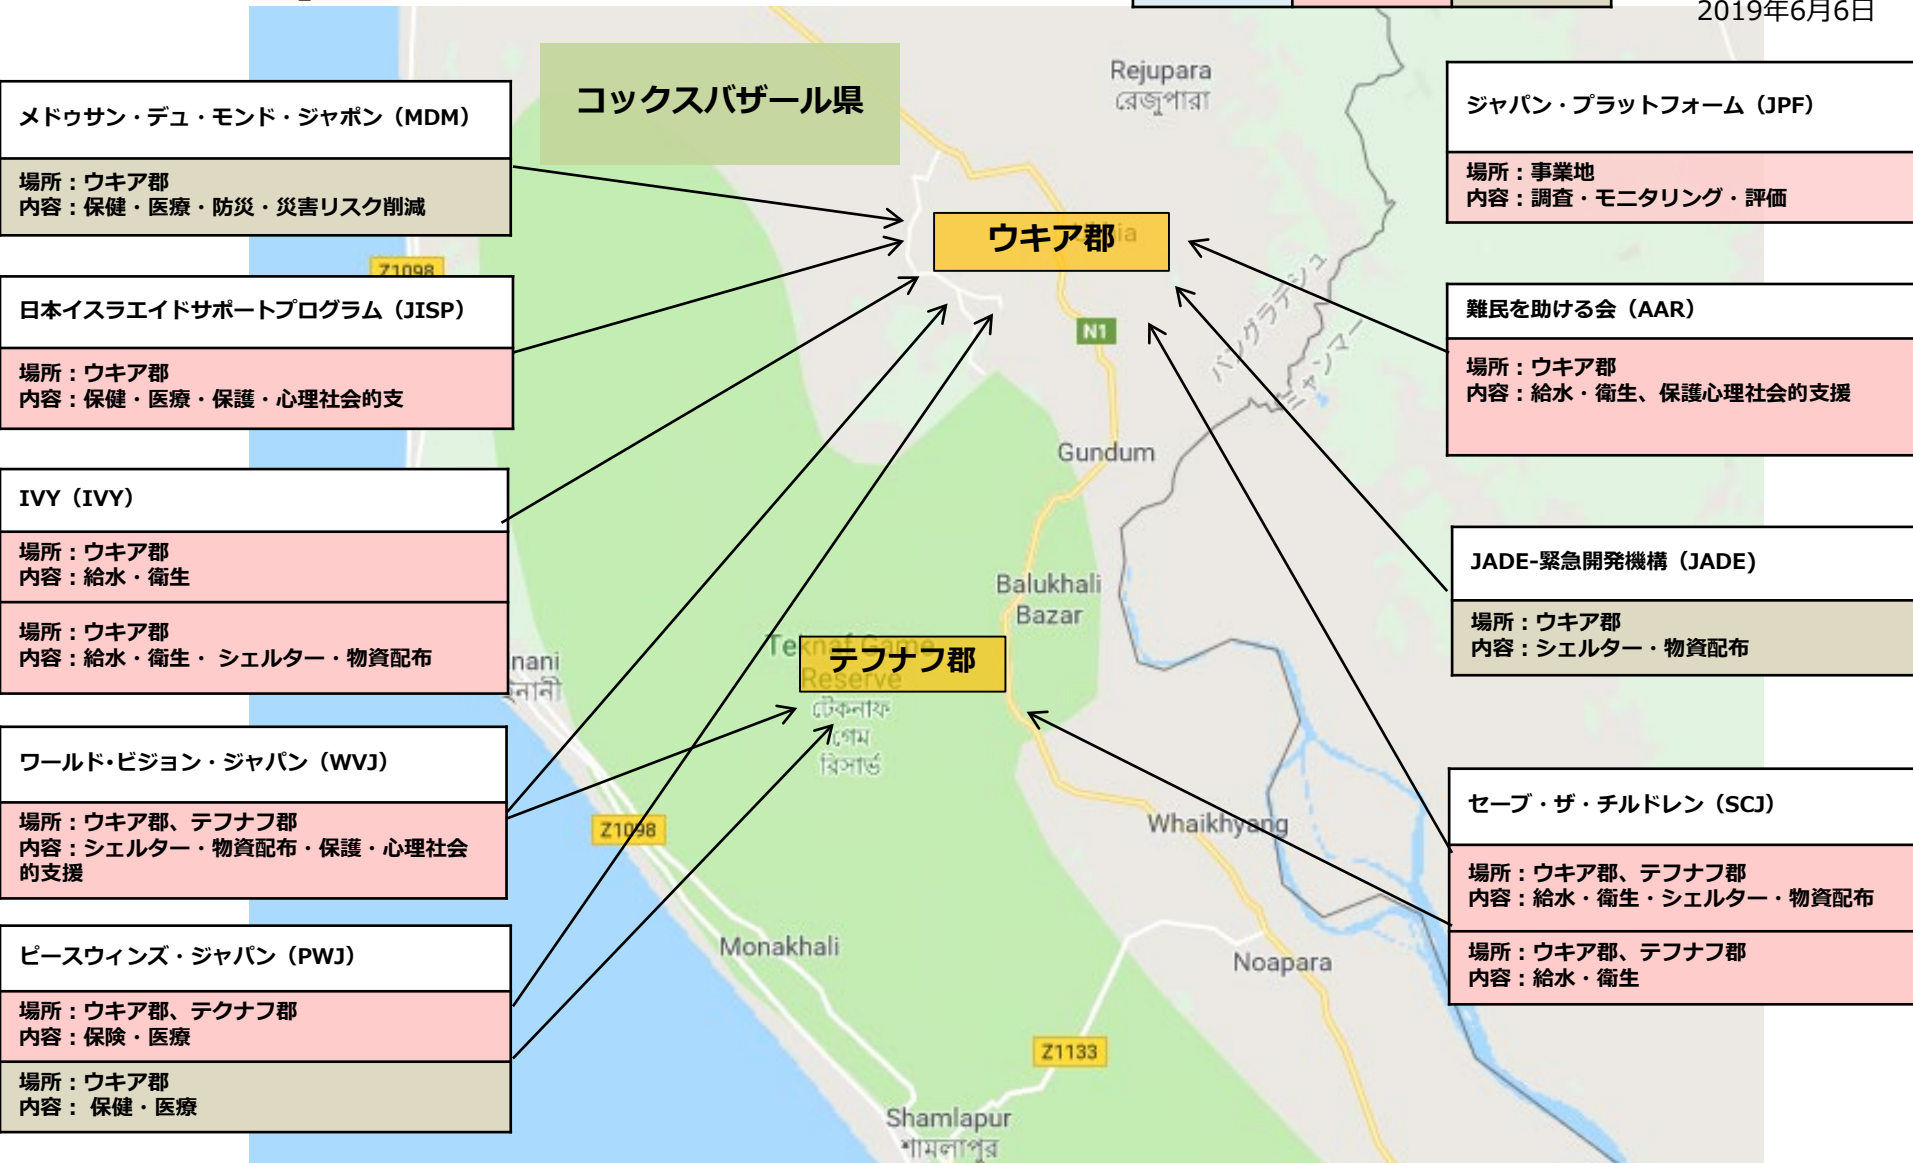 2019年6月6日
コックスバザール県
Rejupara
রেজুপারা
メドゥサン・デュ・モンド・ジャポン（MDM）
場所：ウキア郡
内容：保健・医療・防災・災害リスク削減
ジャパン・プラットフォーム（JPF）
場所：事業地
内容：調査・モニタリング・評価
ウキア郡
Z1098
日本イスラエイドサポートプログラム（JISP）
場所：ウキア郡
内容：保健・医療・保護・心理社会的支
N1
バングラデシュ
ミャンマー
難民を助ける会（AAR）
場所：ウキア郡
内容：給水・衛生、保護心理社会的支援
Gundum
IVY（IVY）
場所：ウキア郡
内容：給水・衛生
場所：ウキア郡
内容：給水・衛生・ シェルター・物資配布
JADE-緊急開発機構（JADE)
場所：ウキア郡
内容：シェルター・物資配布
Balukhali
Bazar
Teknaf Game
テフナフ郡
Reserve
টেকনাফ
গেম
রিসার্ভ
nani
ইনানী
ワールド・ビジョン・ジャパン（WVJ）
場所：ウキア郡、テフナフ郡
内容：シェルター・物資配布・保護・心理社会
的支援
Z1098
Whaikhyang
セーブ・ザ・チルドレン（SCJ）
場所：ウキア郡、テフナフ郡
内容：給水・衛生・シェルター・物資配布
場所：ウキア郡、テフナフ郡
内容：給水・衛生
Monakhali
Noapara
ピースウィンズ・ジャパン（PWJ）
場所：ウキア郡、テクナフ郡
内容：保険・医療
場所：ウキア郡
内容： 保健・医療
Z1133
Shamlapur
শামলাপুর